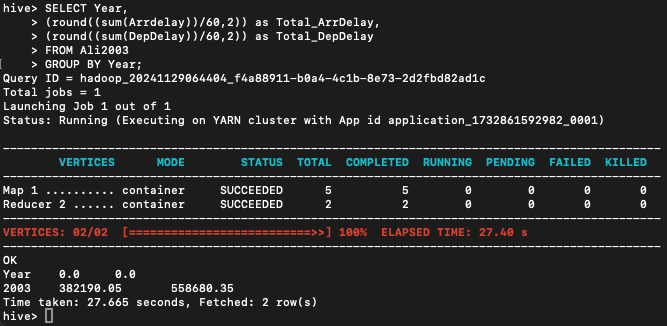 hive> SELECT Year,
    > (round((sum(Arrdelay))/60,2)) as Total_ArrDelay,
    > (round((sum(DepDelay))/60,2)) as Total_DepDelay
    > FROM Ali2003
    > GROUP BY Year;
Query ID = hadoop_20241129064404_f4a88911-b0a4-4c1b-8e73-2d2fbd82ad1c
Total jobs = 1
Launching Job 1 out of 1
Status: Running (Executing on YARN cluster with App id application_1732861592982_0001)
VERTICES MODE STATUS TOTAL COMPLETED RUNNING PENDING FAILED KILLED
Map 1 .......... container SUCCEEDED 5 5 0 0 0 0
Reducer 2 ...... container SUCCEEDED 2 2 0 0 0 0
VERTICES: 02/02 [==========================>>] 100% ELAPSED TIME: 27.40 s
OK
Year 0.0 0.0
2003 382190.05 558680.35
Time taken: 27.665 seconds, Fetched: 2 row(s)
hive>